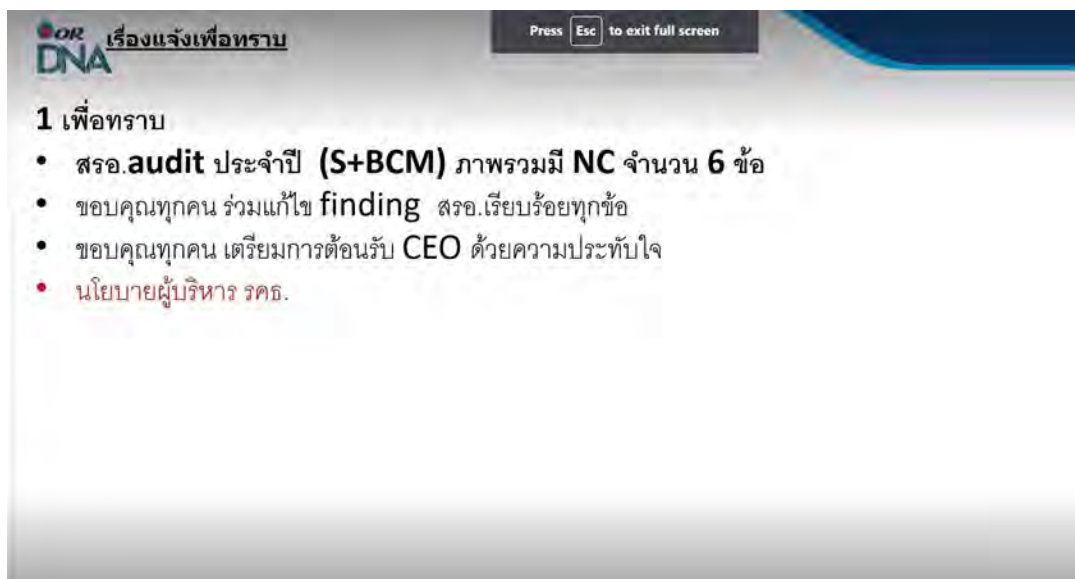 OR
DNA
เรื่องแจ้งเพื่อทราบ
Press Esc to exit full screen
1 เพื่อทราบ
• สรอ.audit ประจำปี (S+BCM) ภาพรวมมี NC จำนวน 6 ข้อ
• ขอบคุณทุกคน ร่วมแก้ไข finding สรอ.เรียบร้อยทุกข้อ
• ขอบคุณทุกคน เตรียมการต้อนรับ CEO ด้วยความประทับใจ
• นโยบายผู้บริหาร รคธ.